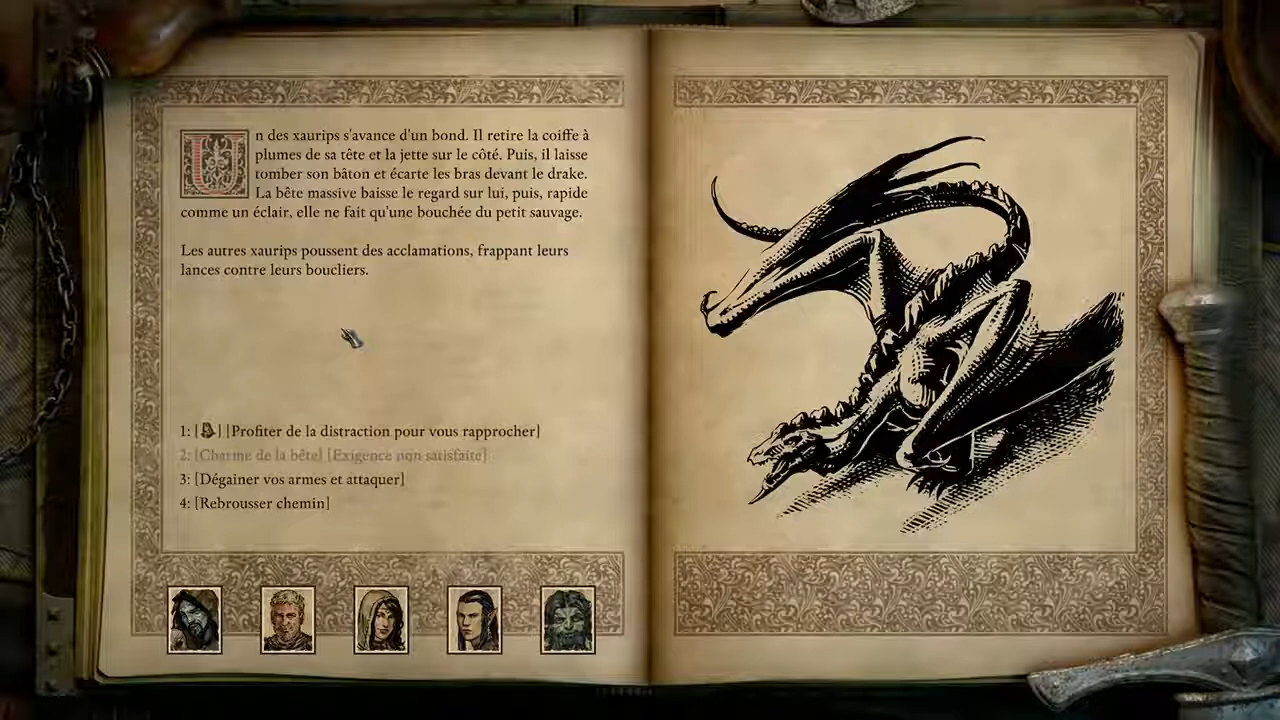 Un des xaurips s'avance d'un bond. Il retire la coiffe à
plumes de sa tête et la jette sur le côté. Puis, il laisse
tomber son bâton et écarte les bras devant le drake.
La bête massive baisse le regard sur lui, puis, rapide
comme un éclair, elle ne fait qu'une bouchée du petit sauvage.
Les autres xaurips poussent des acclamations, frappant leurs
lances contre leurs boucliers.
1: [ ] [Profiter de la distraction pour vous rapprocher]
2: [Charme de la bête] [Exigence non satisfaite]
3: [Dégainer vos armes et attaquer]
4: [Rebrousser chemin]